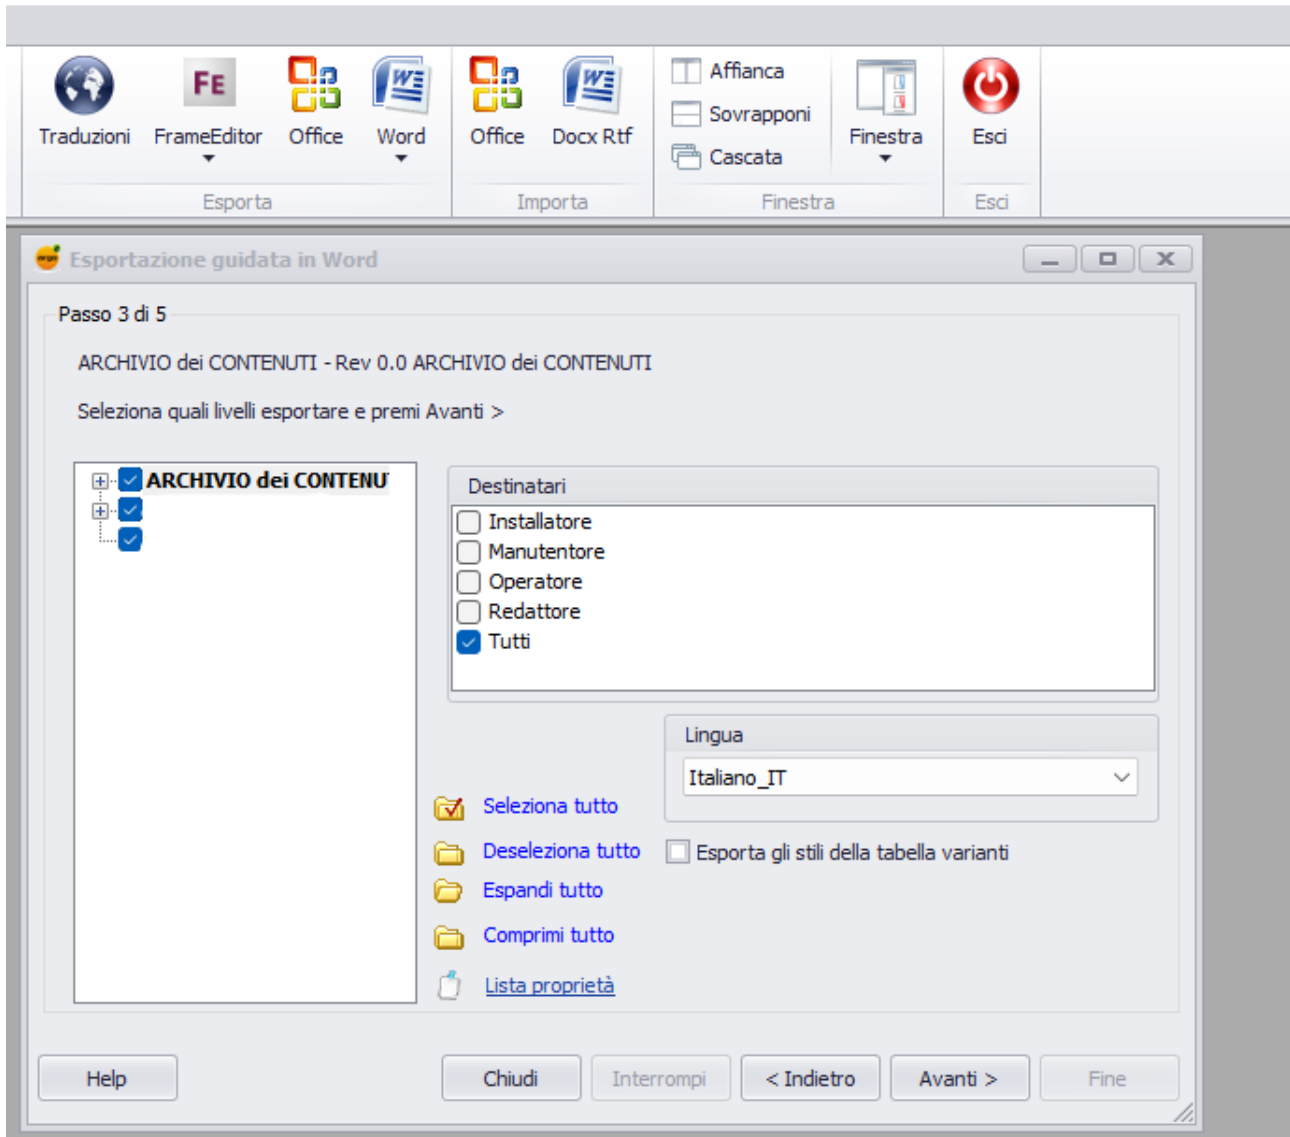 Traduzioni FrameEditor Office Word Office Docx Rtf Affianca Sovrapponi Cascata Finestra Esci
FE
Esporta Importa Finestra Esci
Esportazione guidata in Word
Passo 3 di 5
ARCHIVIO dei CONTENUTI - Rev 0.0 ARCHIVIO dei CONTENUTI
Seleziona quali livelli esportare e premi Avanti >
ARCHIVIO dei CONTENU
Destinatari
Installatore
Manutentore
Operatore
Redattore
Tutti
Lingua
Italiano_IT
Seleziona tutto
Deseleziona tutto
Esporta gli stili della tabella varianti
Espandi tutto
Comprimi tutto
Lista proprietà
Help Chiudi Interrompi < Indietro Avanti > Fine